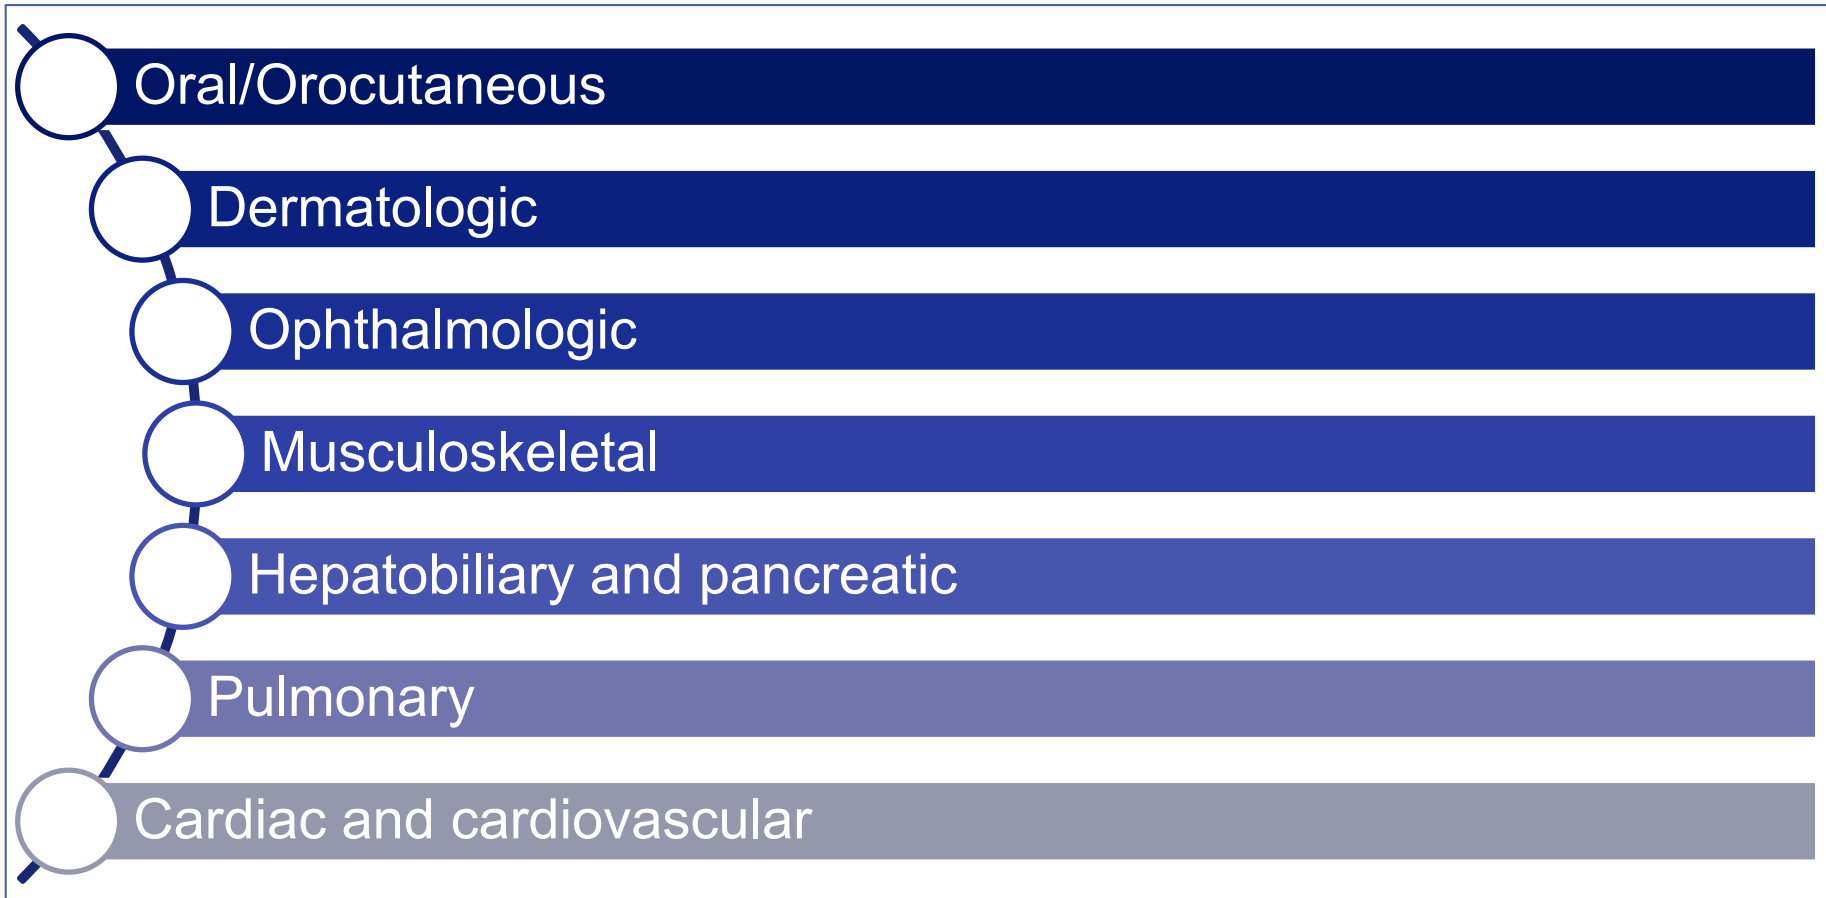 Oral/Orocutaneous
Dermatologic
Ophthalmologic
Musculoskeletal
Hepatobiliary and pancreatic
Pulmonary
Cardiac and cardiovascular